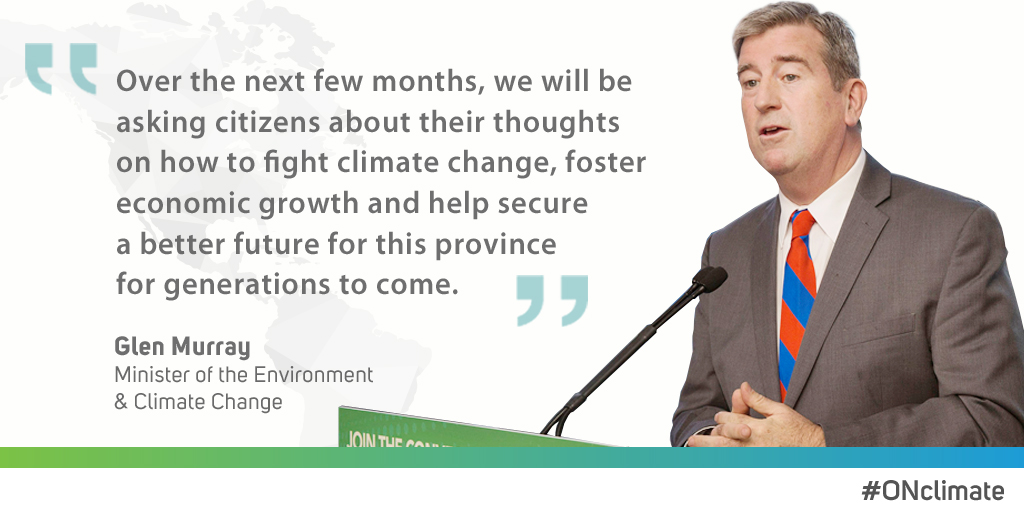 Over the next few months, we will be
asking citizens about their thoughts
on how to fight climate change, foster
economic growth and help secure
a better future for this province
for generations to come.
Glen Murray
Minister of the Environment
& Climate Change
JOIN THE
#ONclimate